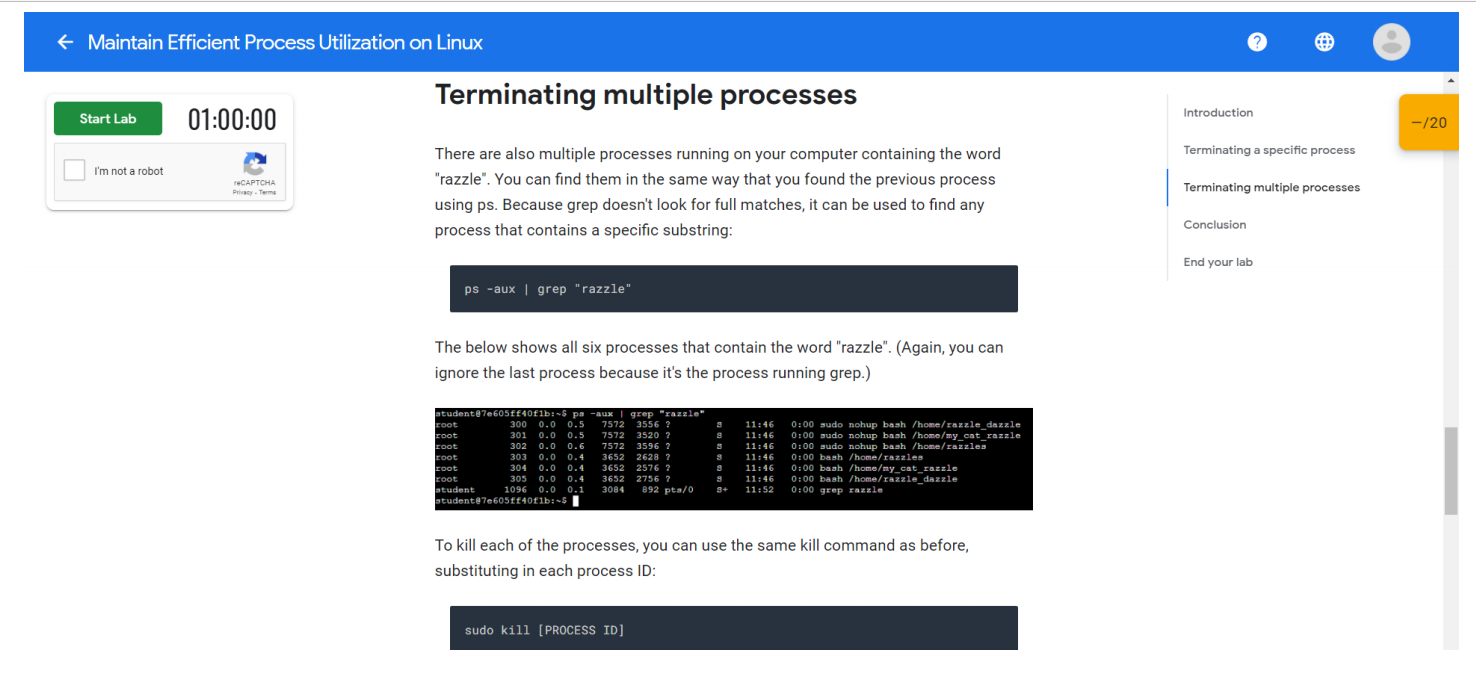 Maintain Efficient Process Utilization on Linux
Start Lab
01:00:00
I'm not a robot
reCAPTCHA
Privacy - Terms
Terminating multiple processes
There are also multiple processes running on your computer containing the word
"razzle". You can find them in the same way that you found the previous process
using ps. Because grep doesn't look for full matches, it can be used to find any
process that contains a specific substring:
ps -aux | grep "razzle"
The below shows all six processes that contain the word "razzle". (Again, you can
ignore the last process because it's the process running grep.)
student@7e605ff40f1b:~$ ps -aux | grep "razzle"
root 300 0.0 0.5 7572 3556 ? S 11:46 0:00 sudo nohup bash /home/razzle_dazzle
root 301 0.0 0.5 7572 3520 ? S 11:46 0:00 sudo nohup bash /home/my_cat_razzle
root 302 0.0 0.6 7572 3596 ? S 11:46 0:00 sudo nohup bash /home/razzles
root 303 0.0 0.4 3652 2628 ? S 11:46 0:00 bash /home/razzles
root 304 0.0 0.4 3652 2576 ? S 11:46 0:00 bash /home/my_cat_razzle
root 305 0.0 0.4 3652 2756 ? S 11:46 0:00 bash /home/razzle_dazzle
student 1096 0.0 0.1 3084 892 pts/0 S+ 11:52 0:00 grep razzle
student@7e605ff40f1b:~$
To kill each of the processes, you can use the same kill command as before,
substituting in each process ID:
sudo kill [PROCESS ID]
Introduction
Terminating a specific process
Terminating multiple processes
Conclusion
End your lab
–/20